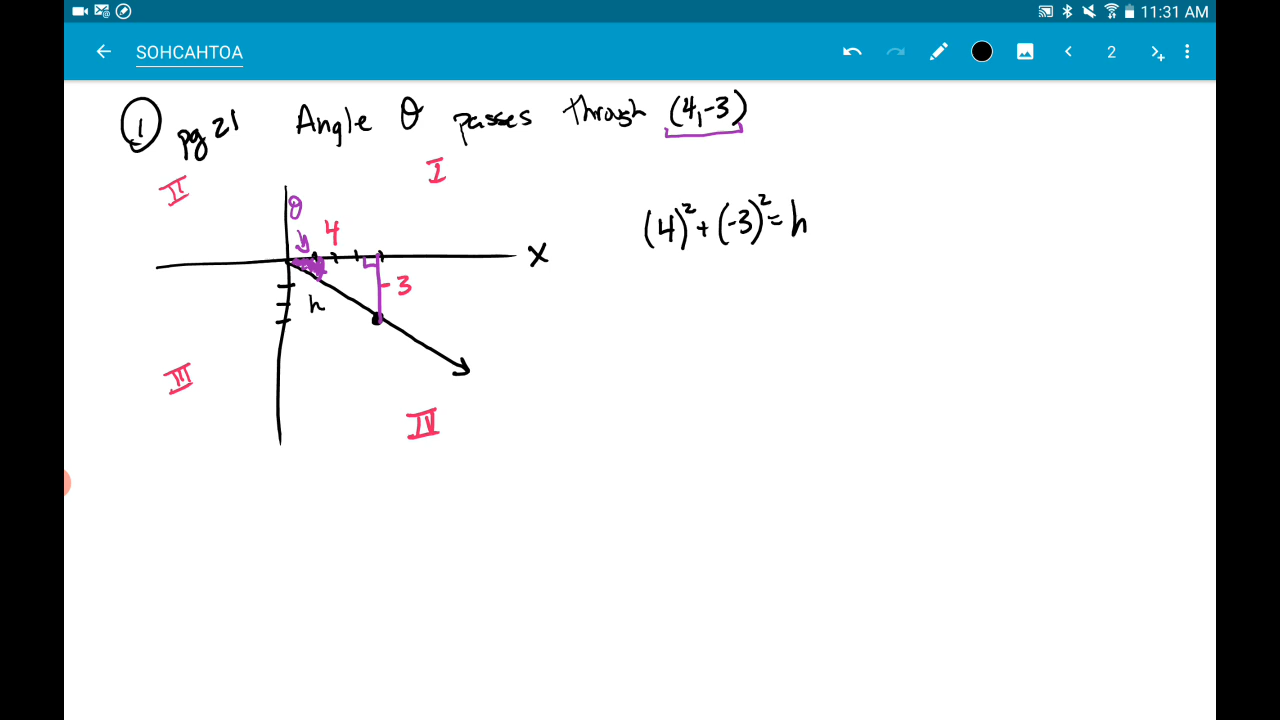 11:31 AM
SOHCAHTOA
2
① pg 21 Angle θ passes through (4,-3)
I
II
θ
4
(4)² + (-3)² = h
X
3
h
III
IV